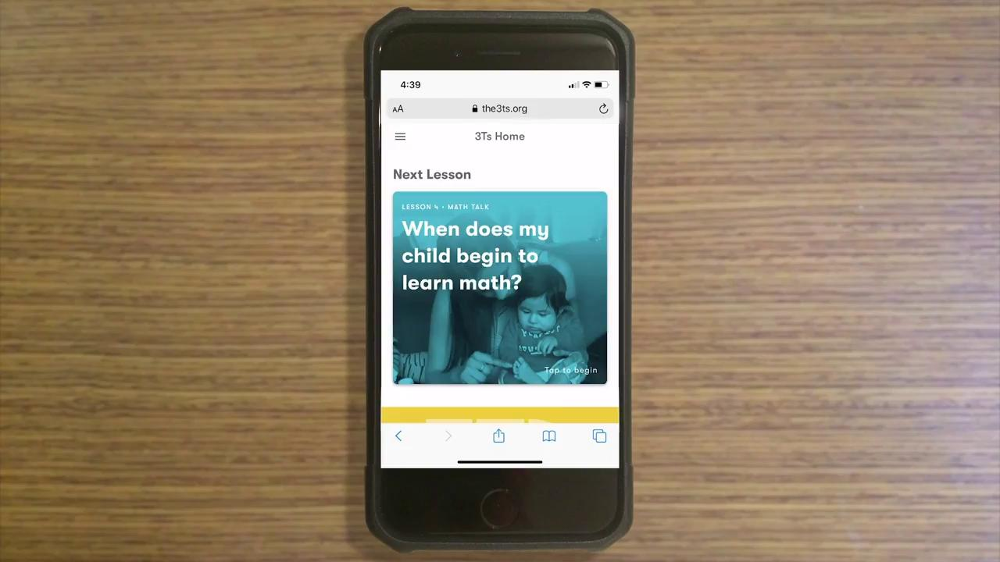 4:39
AA the3ts.org
3Ts Home
Next Lesson
LESSON 4 • MATH TALK
When does my
child begin to
learn math?
Tap to begin